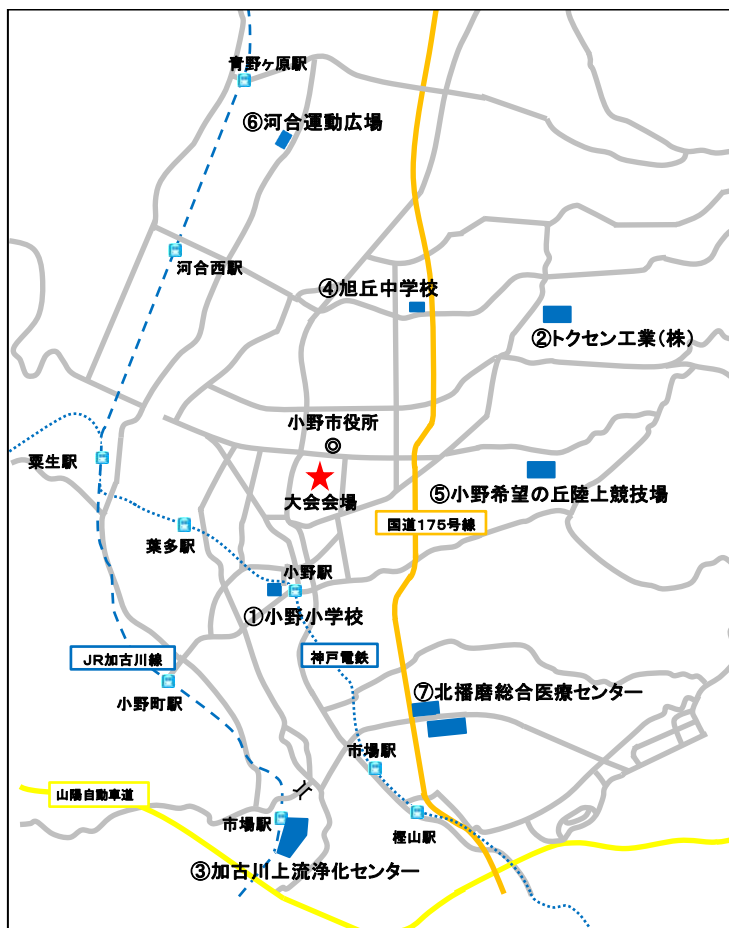 青野ヶ原駅
⑥河合運動広場
河合西駅
④旭丘中学校
②トクセン工業(株)
小野市役所
粟生駅
大会会場
⑤小野希望の丘陸上競技場
国道175号線
葉多駅
小野駅
①小野小学校
JR加古川線
神戸電鉄
小野町駅
⑦北播磨総合医療センター
市場駅
山陽自動車道
市場駅
樫山駅
③加古川上流浄化センター